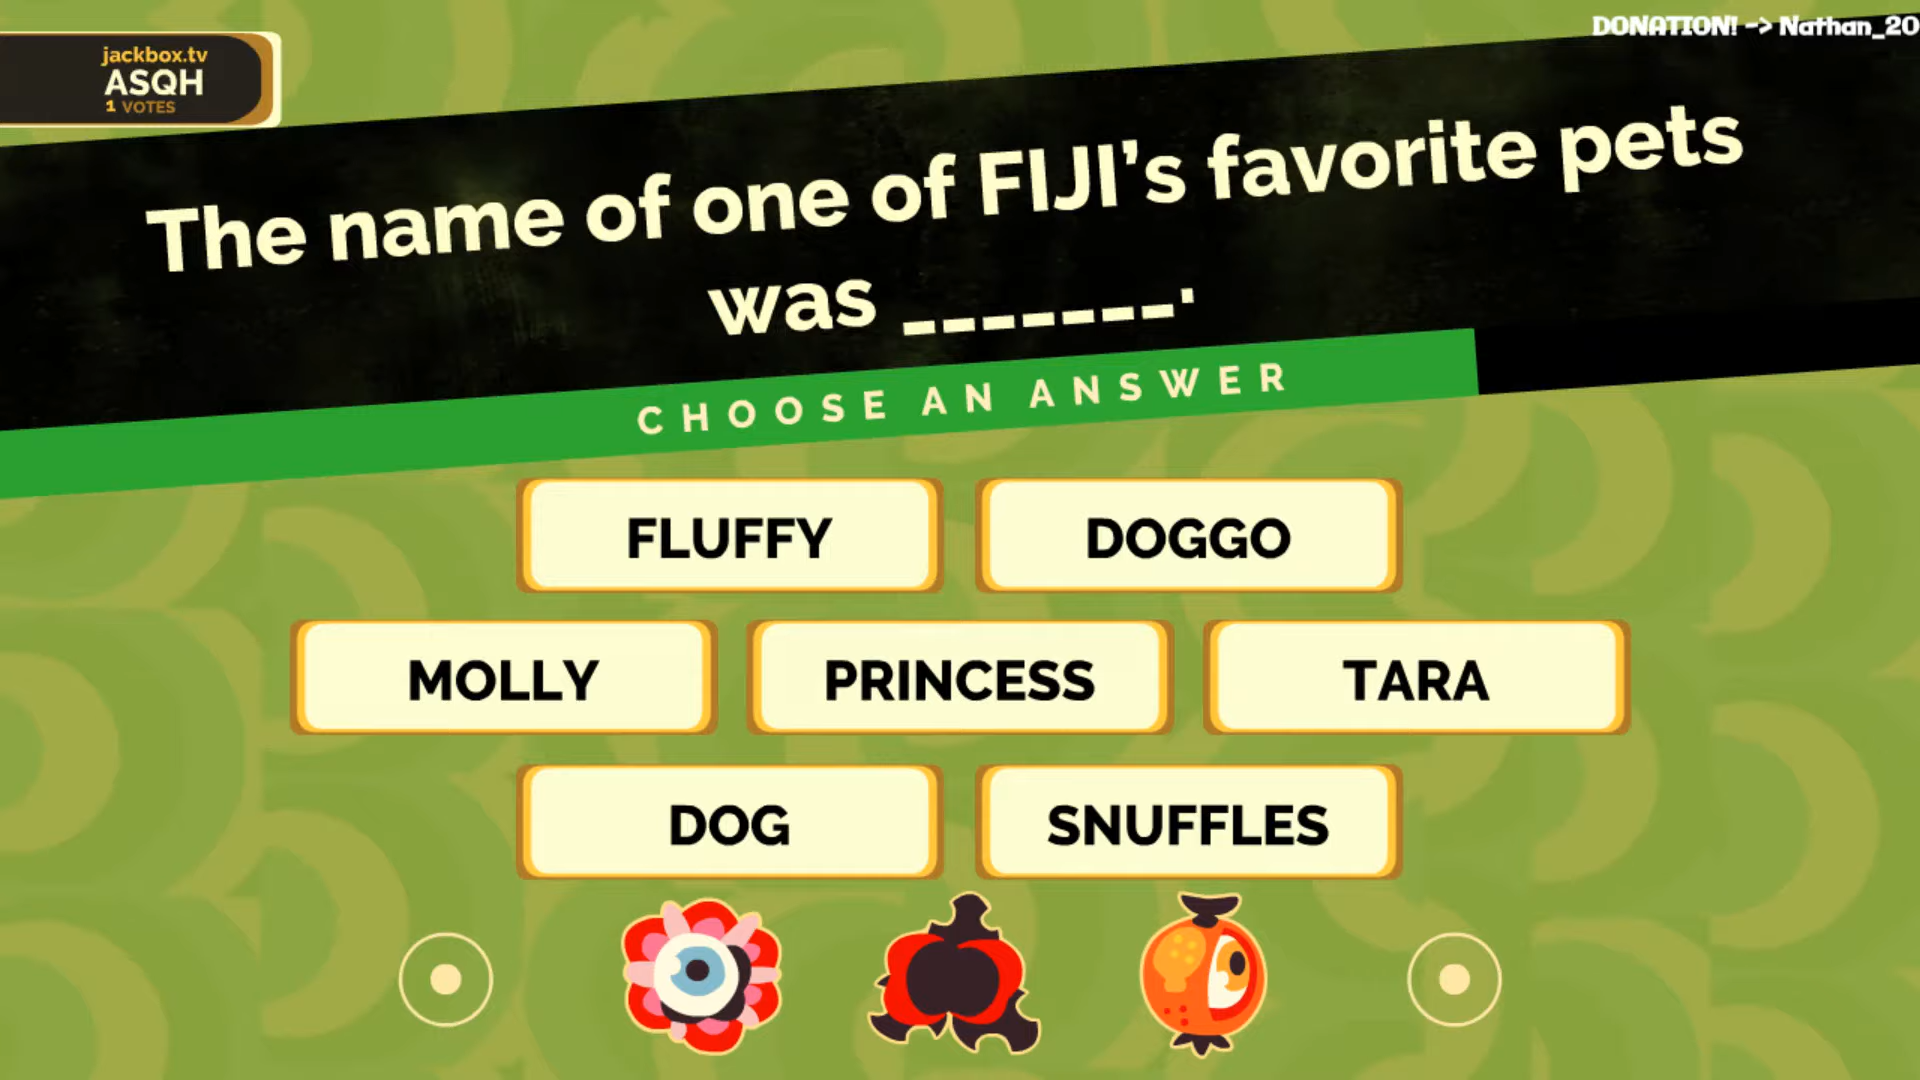 DONATION! -> Nathan_20
jackbox.tv
ASQH
1 VOTES
The name of one of FIJI’s favorite pets
was _______.
CHOOSE AN ANSWER
FLUFFY
DOGGO
MOLLY
PRINCESS
TARA
DOG
SNUFFLES